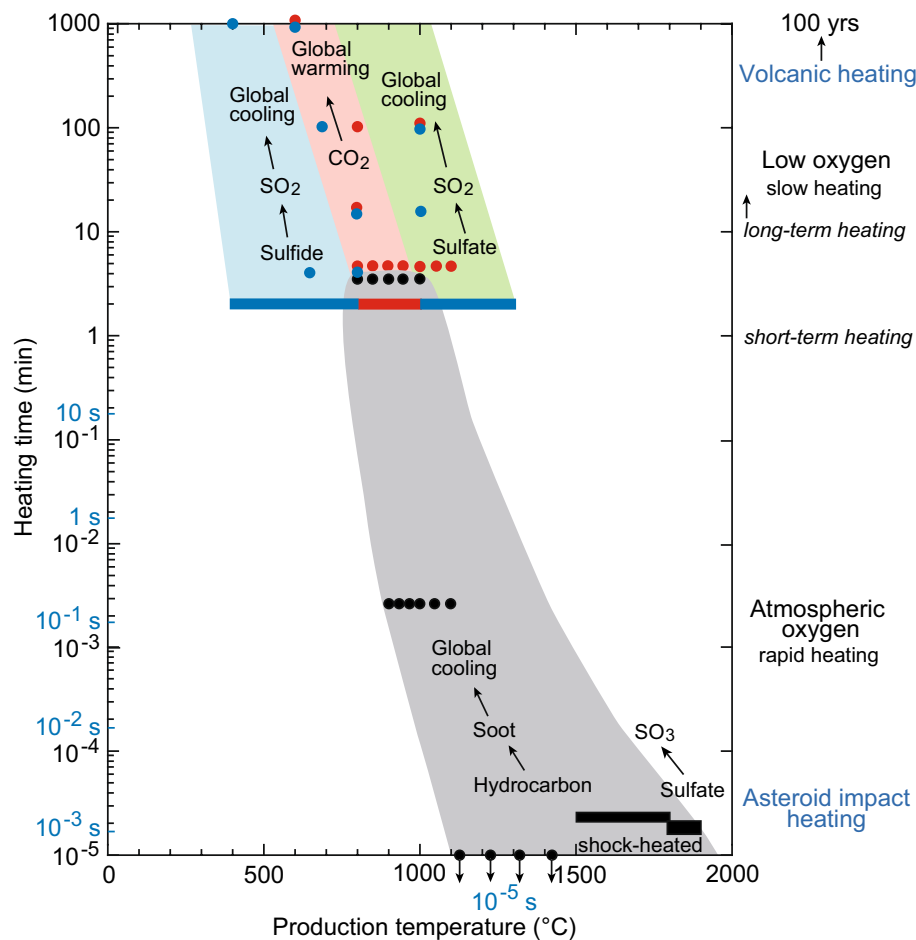 1000
100
10
1
10 s
10-1
1 s
10-2
10-1 s
10-3
10-2 s
10-4
10-3 s
10-5
Heating time (min)
0
500
1000
1500
2000
10-5 s
Production temperature (°C)
Global
cooling
SO2
Sulfide
Global
warming
CO2
Global
cooling
SO2
Sulfate
Global
cooling
Soot
Hydrocarbon
SO3
Sulfate
shock-heated
100 yrs
Volcanic heating
Low oxygen
slow heating
long-term heating
short-term heating
Atmospheric
oxygen
rapid heating
Asteroid impact
heating